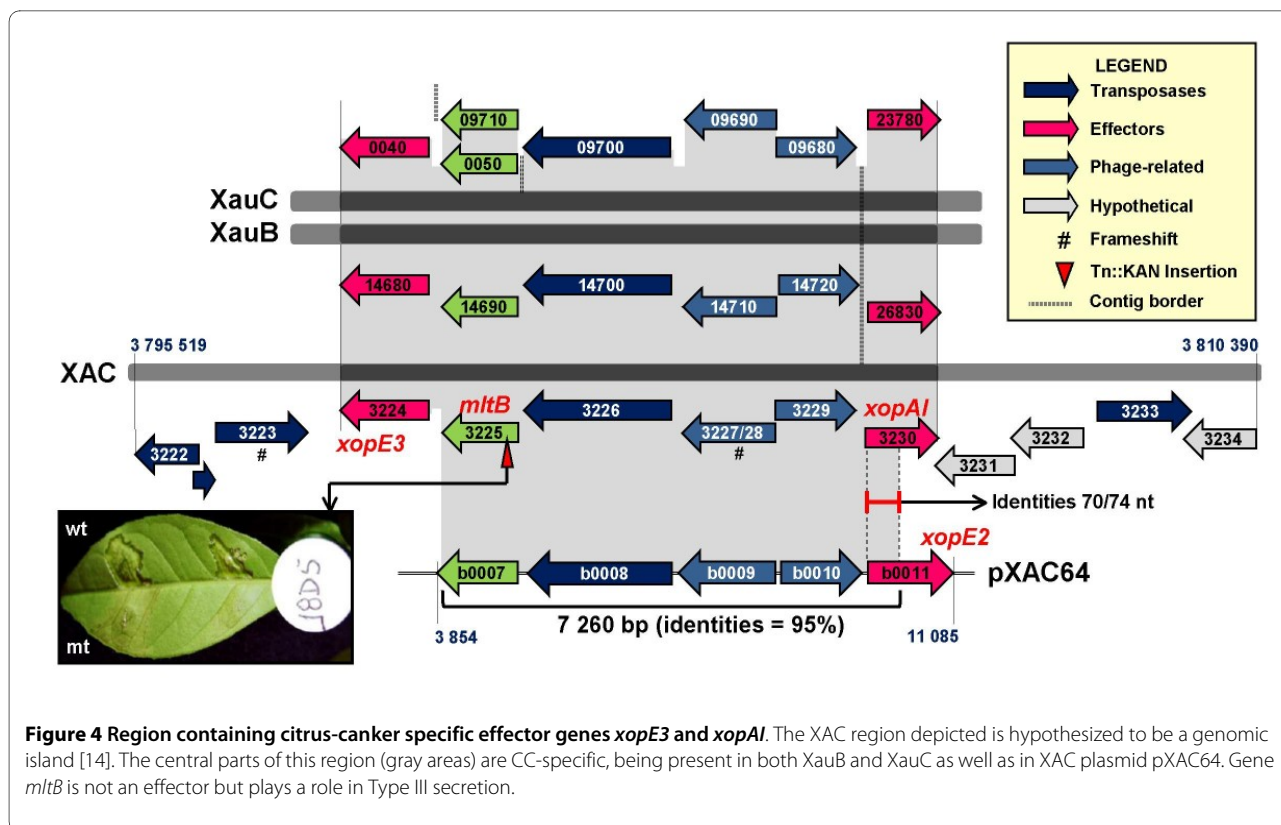 LEGEND
Transposases
Effectors
Phage-related
Hypothetical
# Frameshift
Tn::KAN Insertion
Contig border
09710 09690 23780
0040 09700 09680
0050
XauC
XauB
14680 14700 14720
14690 14710 26830
3 795 519 3 810 390
XAC
mltB xopAI
3224 3226 3229 3233
3223 3225 3227/28 3230 3232 3234
# xopE3 #
3222 3231
Identities 70/74 nt
wt
xopE2
J8D5
b0007 b0008 b0009 b0010 b0011 pXAC64
7 260 bp (identities = 95%)
mt
3 854 11 085
Figure 4 Region containing citrus-canker specific effector genes xopE3 and xopAI. The XAC region depicted is hypothesized to be a genomic
island [14]. The central parts of this region (gray areas) are CC-specific, being present in both XauB and XauC as well as in XAC plasmid pXAC64. Gene
mltB is not an effector but plays a role in Type III secretion.